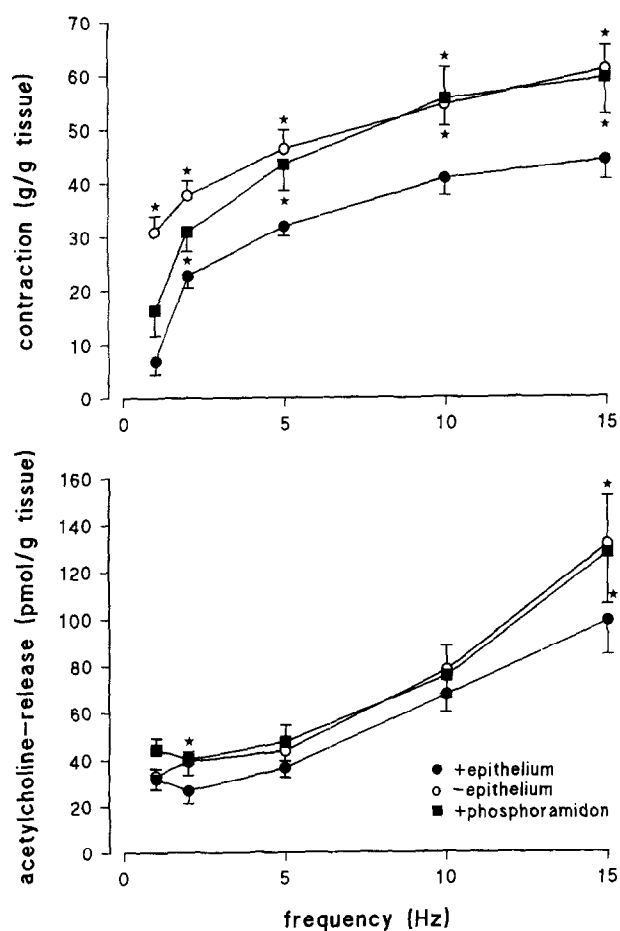 contraction (g/g tissue)
70
60
50
40
30
20
10
0
0 5 10 15
acetylcholine-release (pmol/g tissue)
160
140
120
100
80
60
40
20
0
+epithelium
-epithelium
+phosphoramidon
0 5 10 15
frequency (Hz)